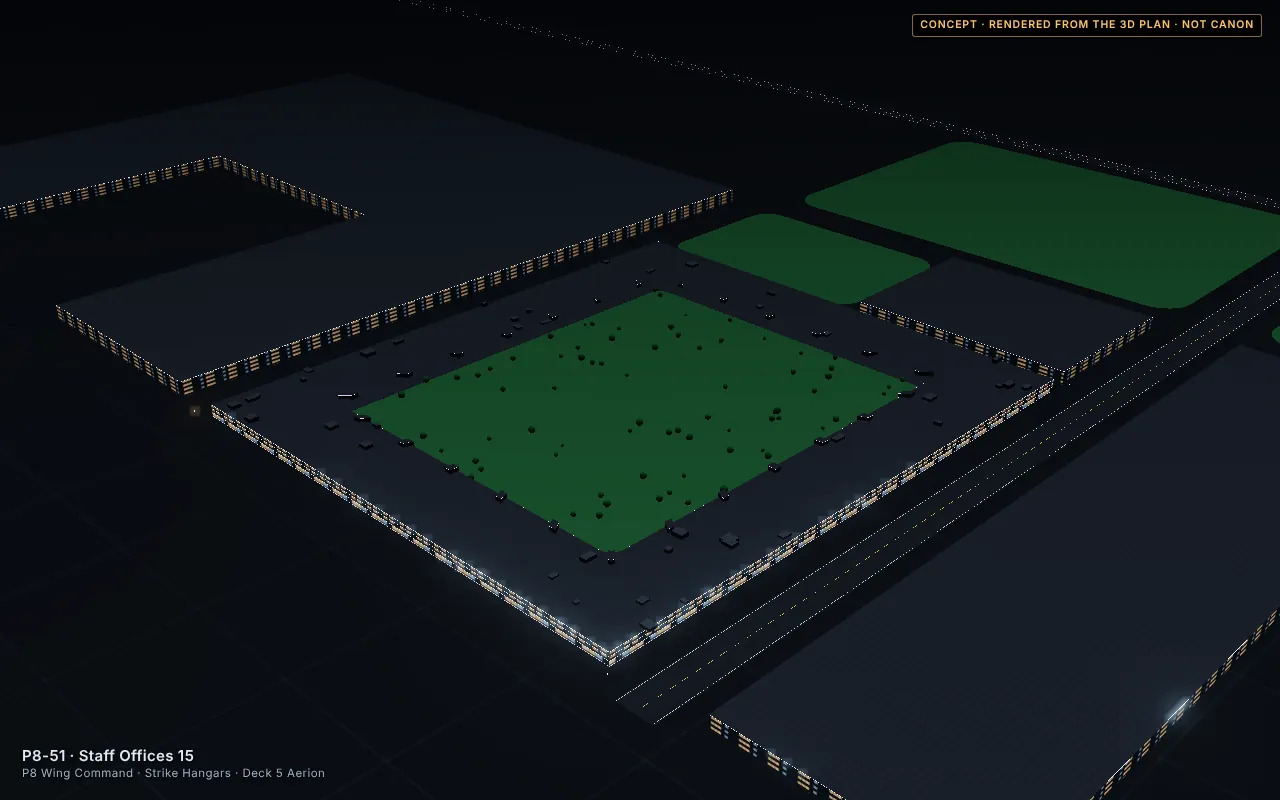 CONCEPT · RENDERED FROM THE 3D PLAN · NOT CANON
P8-51 · Staff Offices 15
P8 Wing Command · Strike Hangars · Deck 5 Aerion